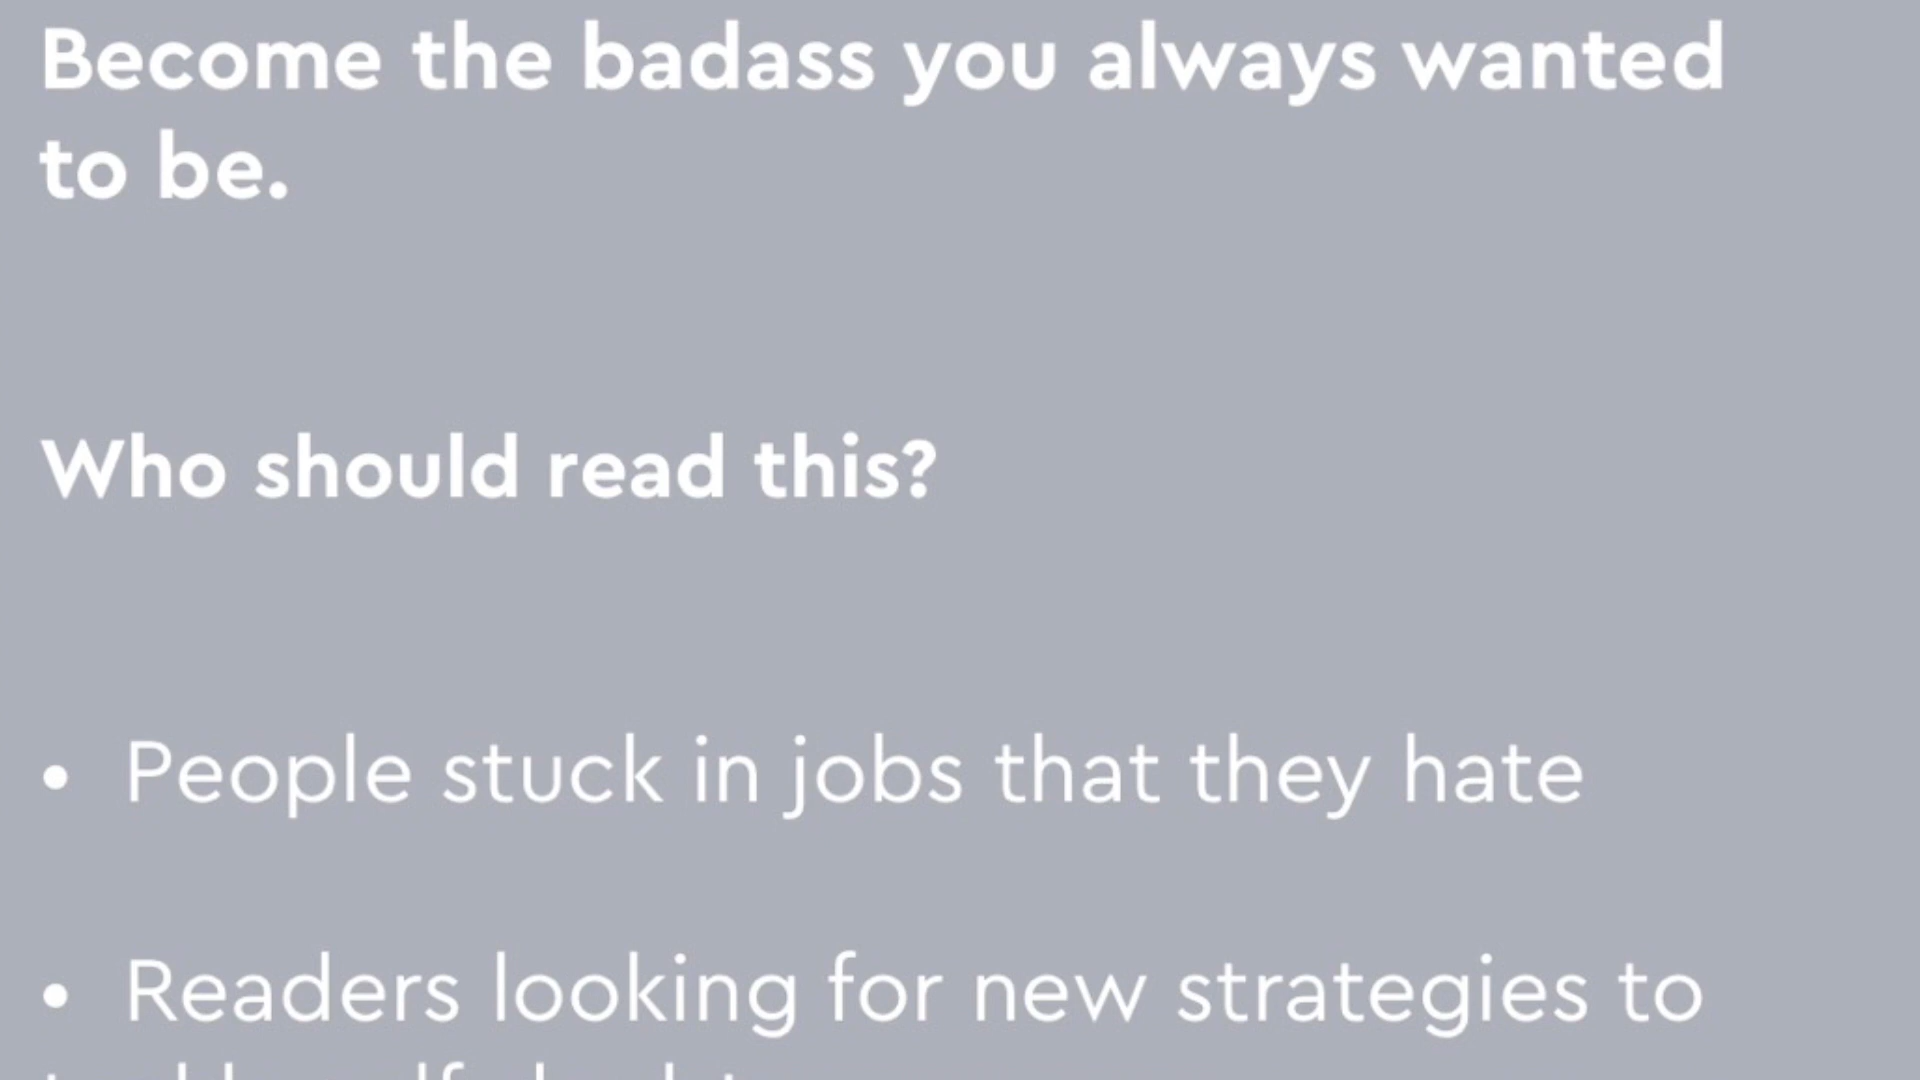 Become the badass you always wanted
to be.
Who should read this?
• People stuck in jobs that they hate
• Readers looking for new strategies to